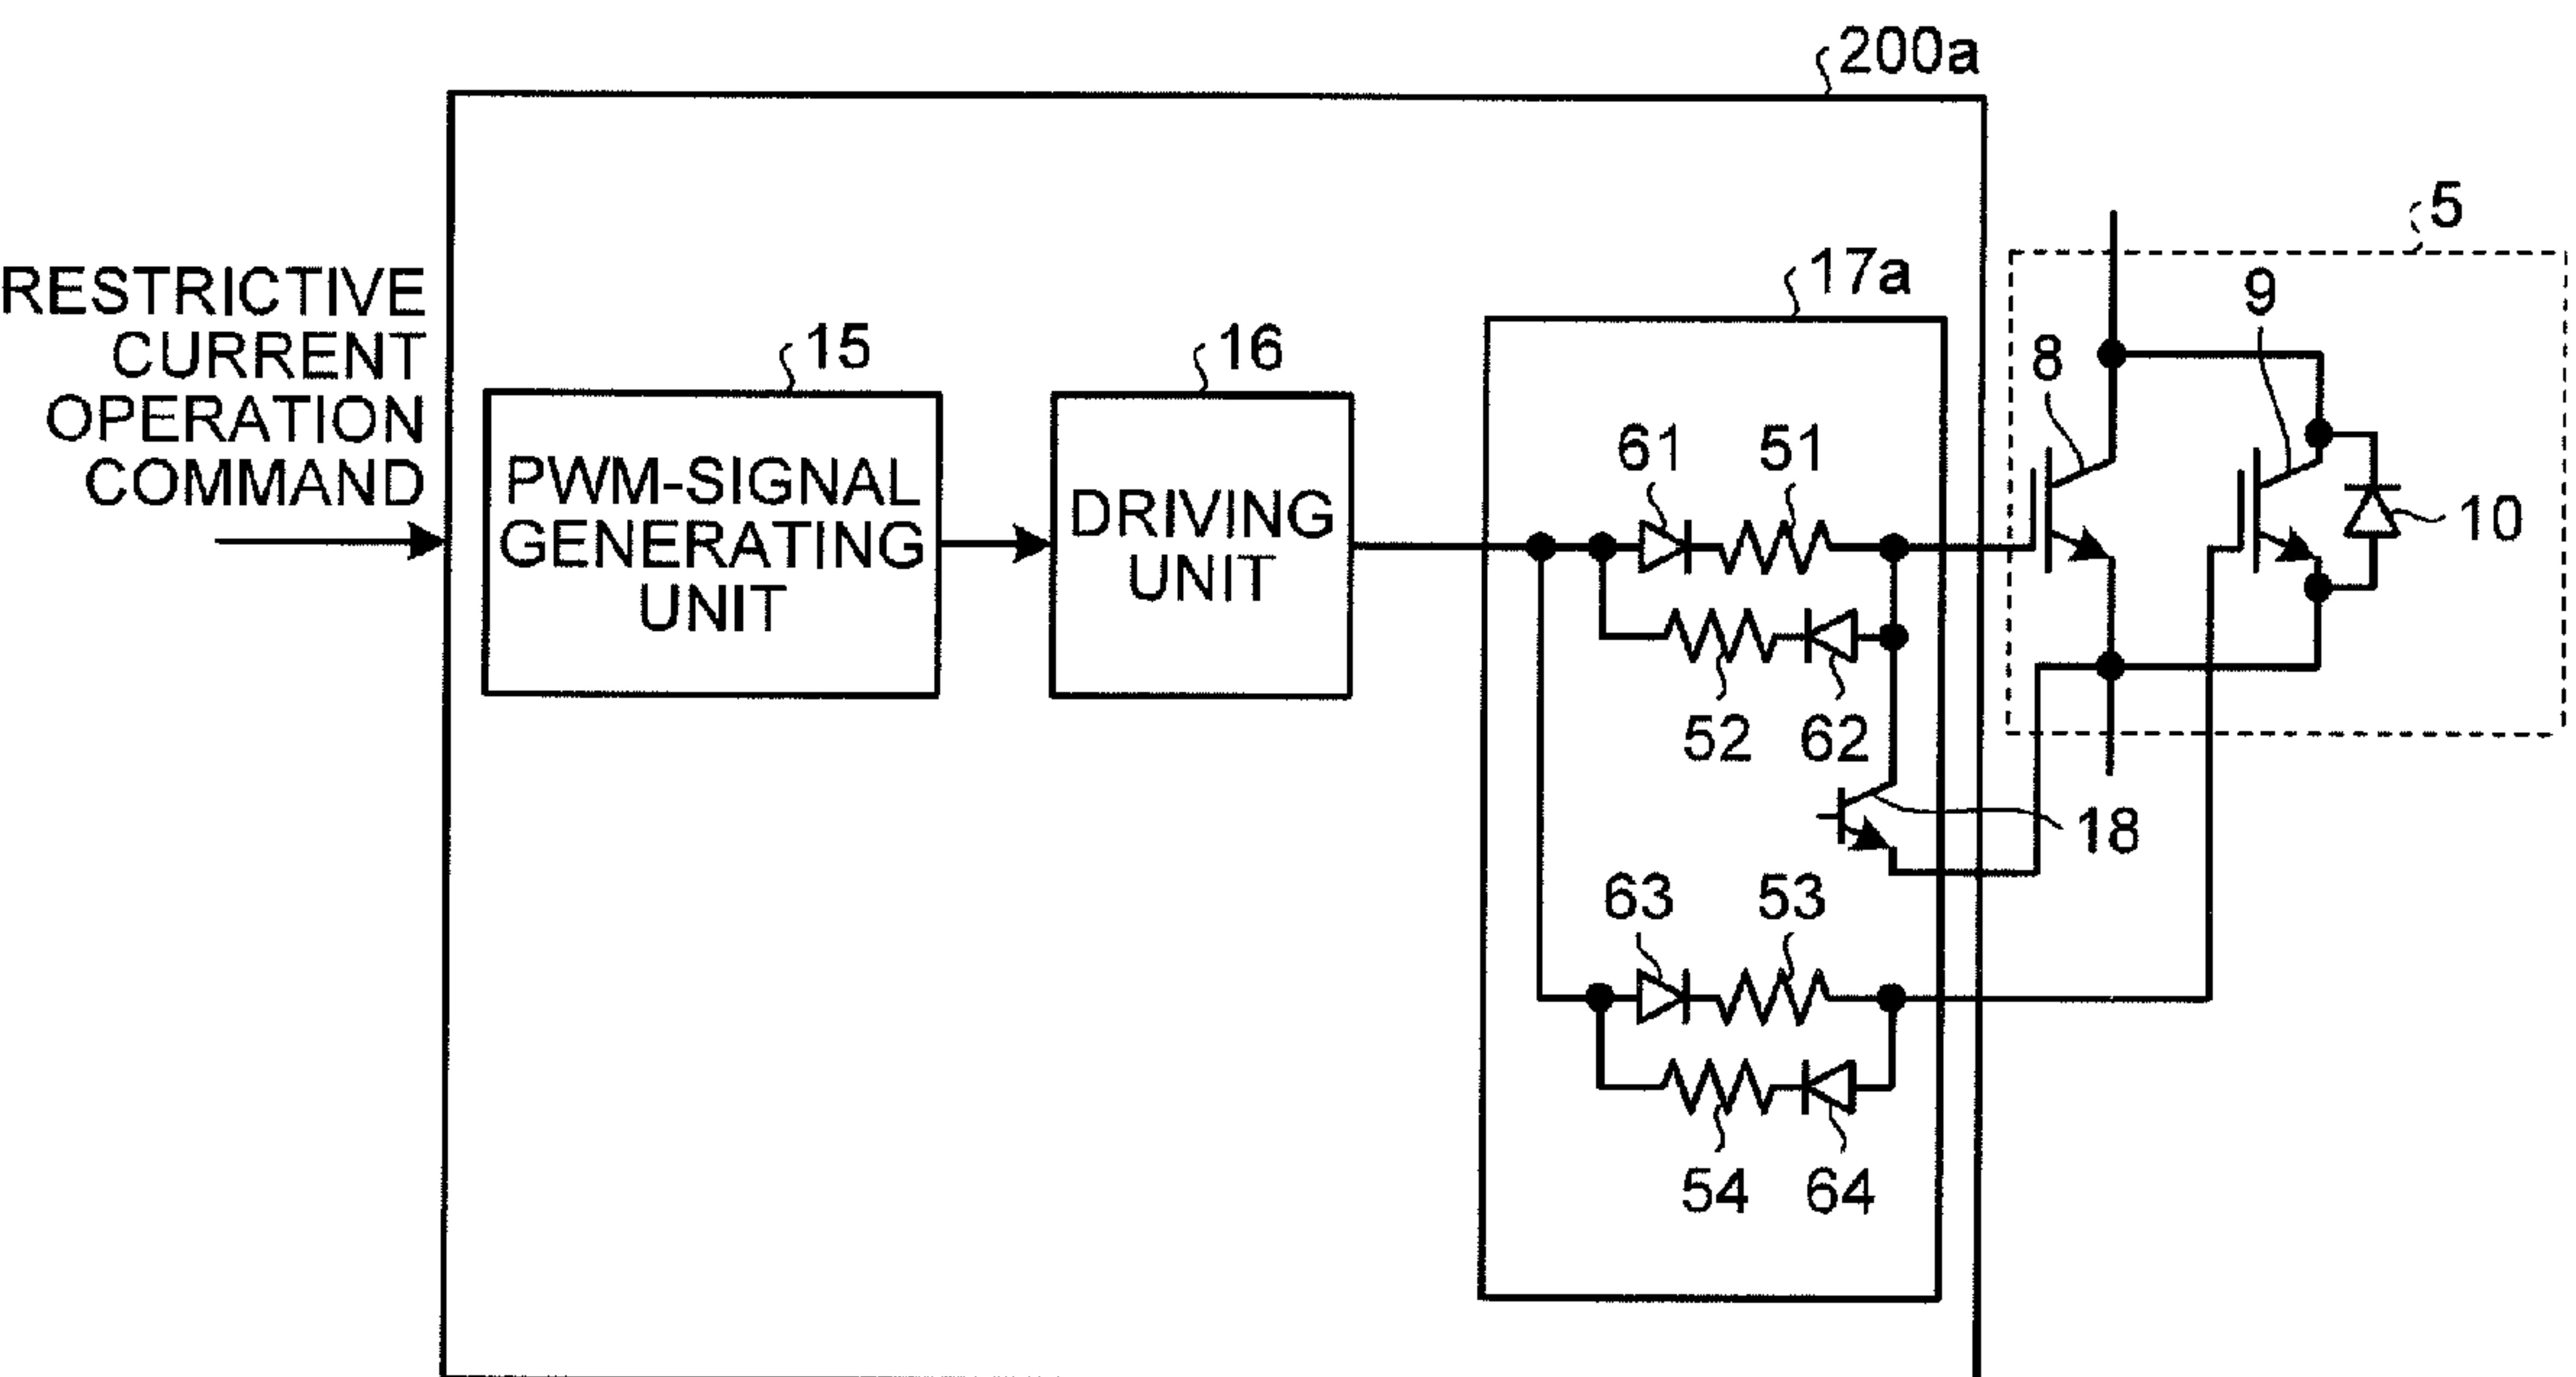 200a
5
RESTRICTIVE
CURRENT
OPERATION
COMMAND
17a
9
8
15
16
PWM-SIGNAL
GENERATING
UNIT
DRIVING
UNIT
61
51
10
52
62
18
63
53
54
64